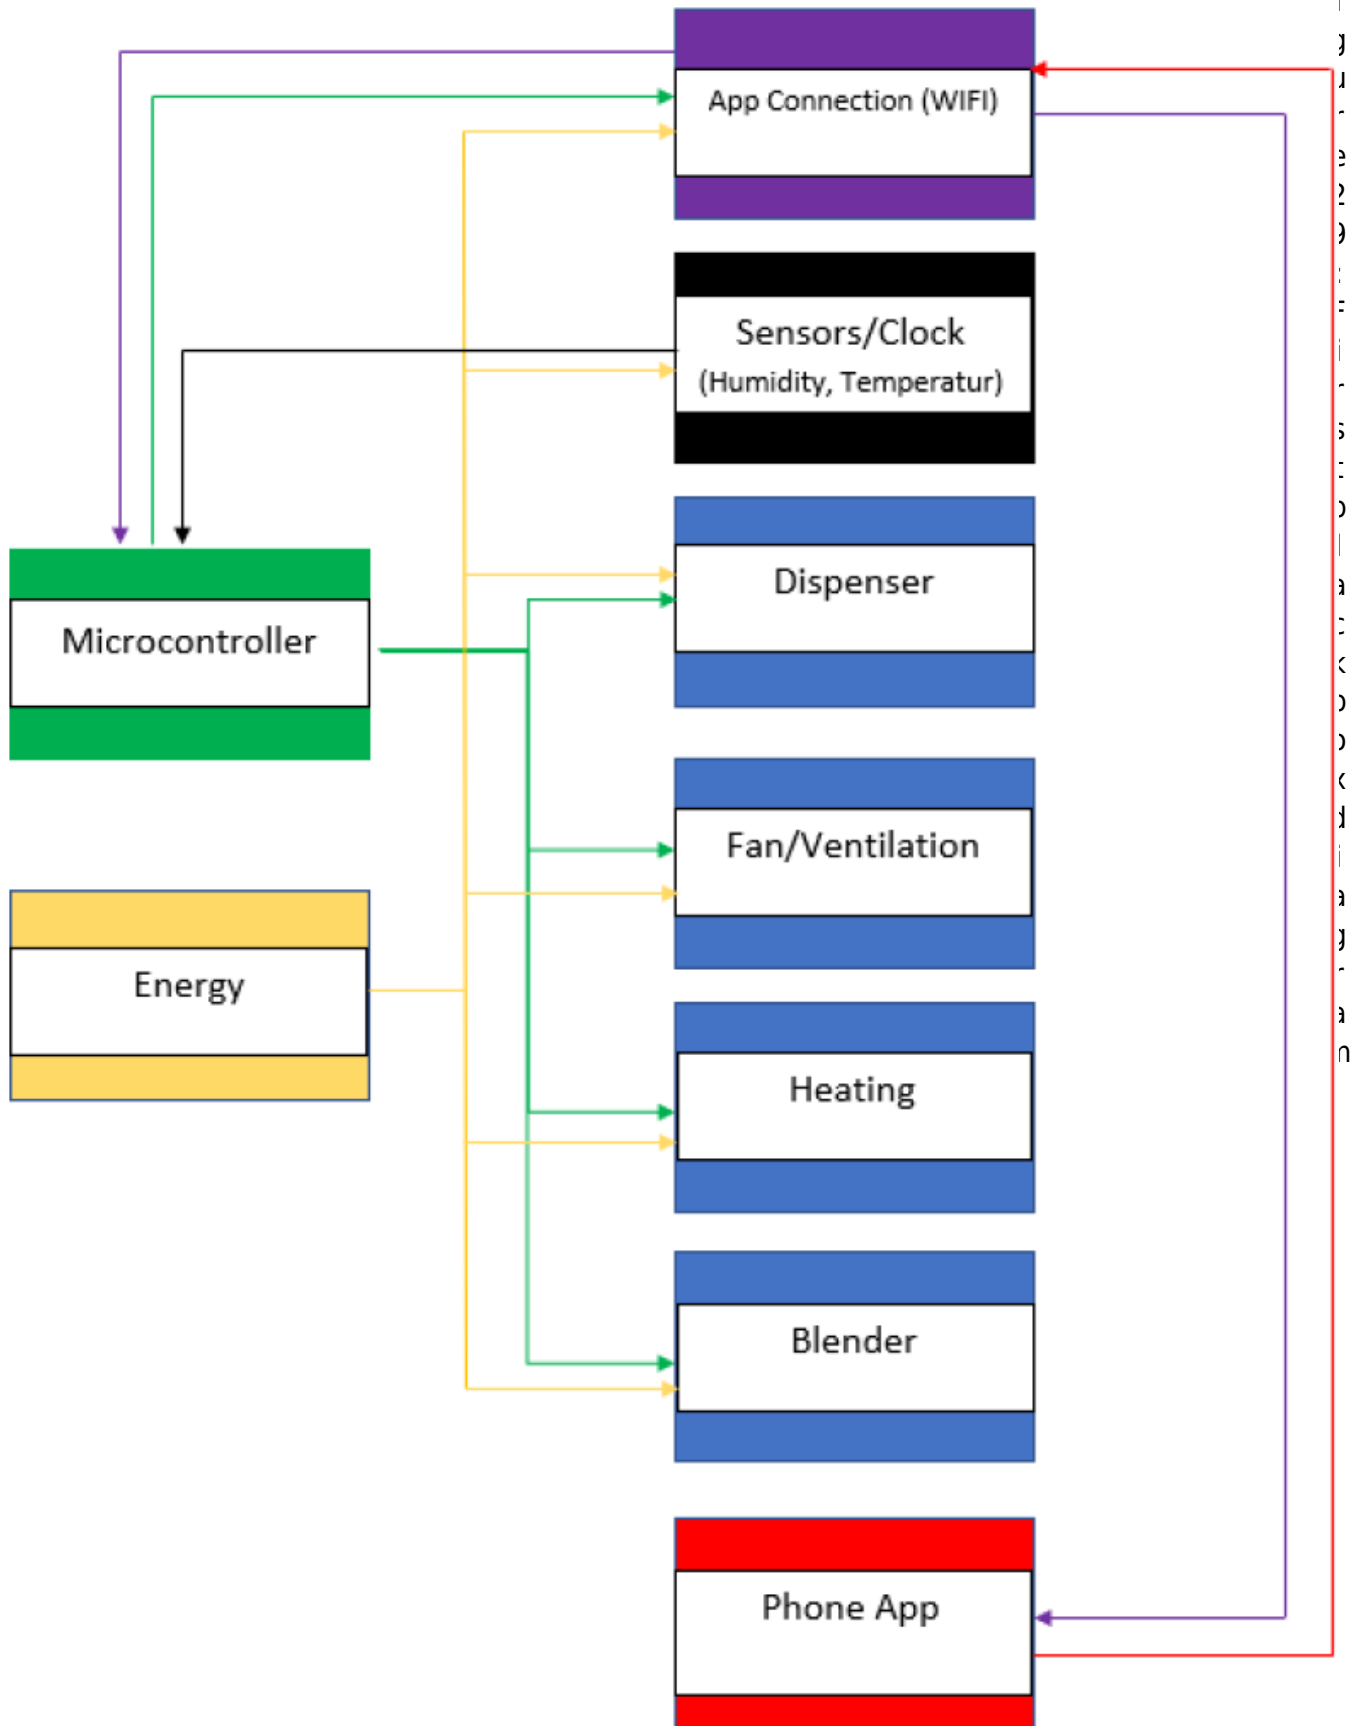 App Connection (WIFI)
Sensors/Clock
(Humidity, Temperatur)
Dispenser
Microcontroller
Fan/Ventilation
Energy
Heating
Blender
Phone App